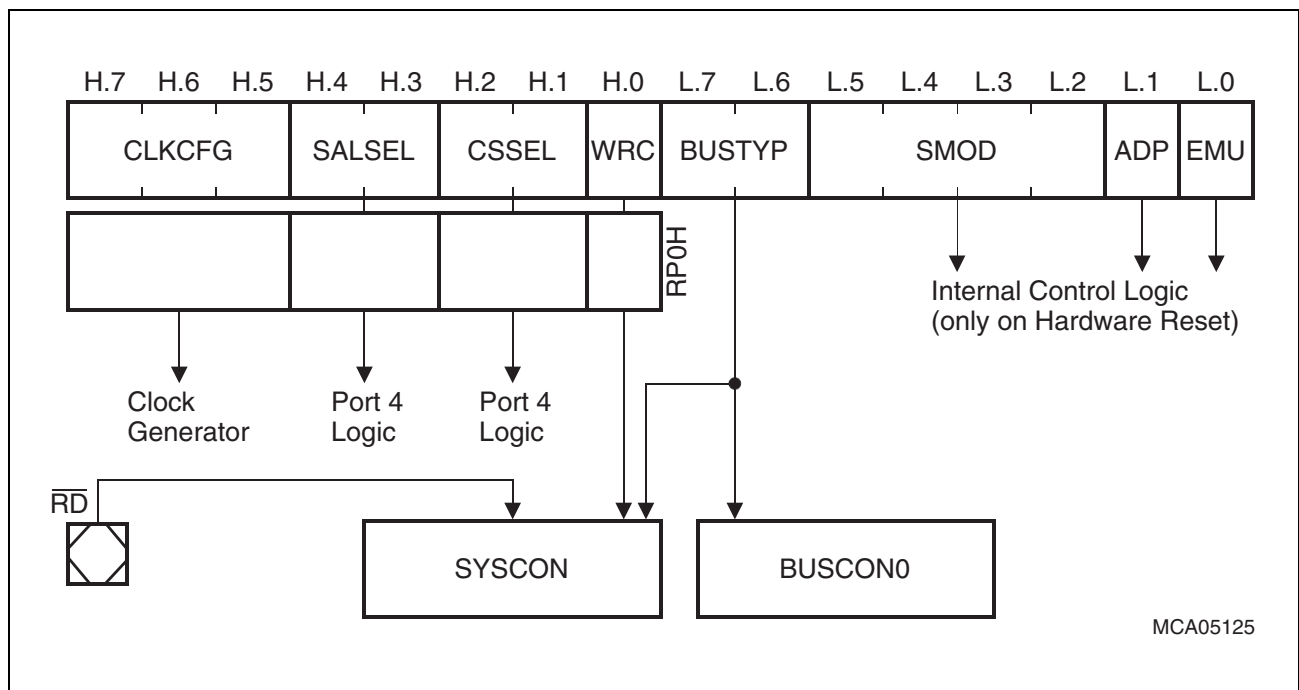 H.7 H.6 H.5 H.4 H.3 H.2 H.1 H.0 L.7 L.6 L.5 L.4 L.3 L.2 L.1 L.0
CLKCFG SALSEL CSSEL WRC BUSTYP SMOD ADP EMU
RP0H
Internal Control Logic
(only on Hardware Reset)
Clock
Generator
Port 4
Logic
Port 4
Logic
RD
SYSCON
BUSCON0
MCA05125